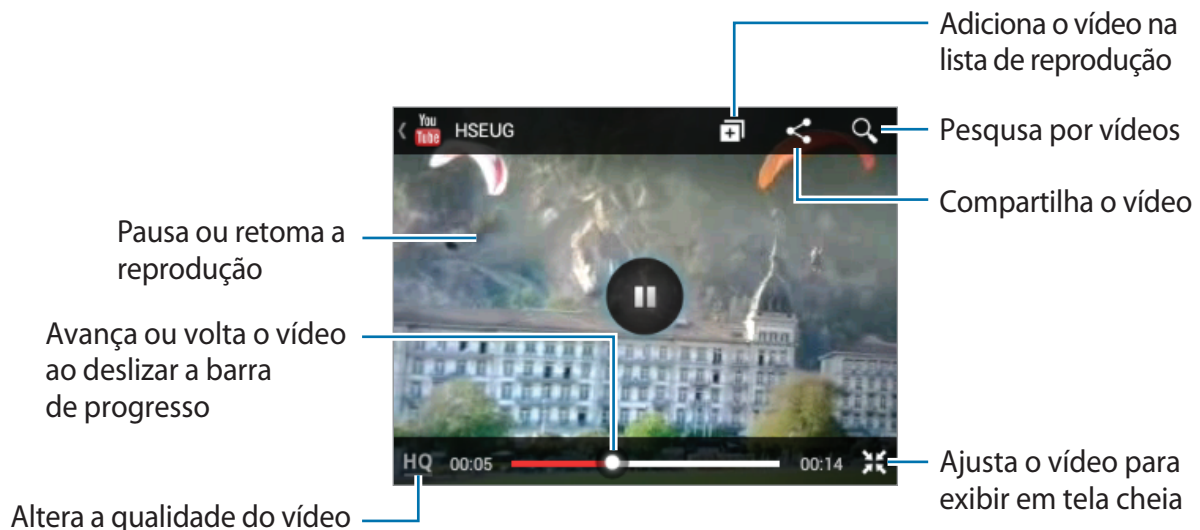 Adiciona o vídeo na
lista de reprodução
You
Tube
HSEUG
Pesqusa por vídeos
Compartilha o vídeo
Pausa ou retoma a
reprodução
Avança ou volta o vídeo
ao deslizar a barra
de progresso
HQ
00:05
00:14
Ajusta o vídeo para
exibir em tela cheia
Altera a qualidade do vídeo